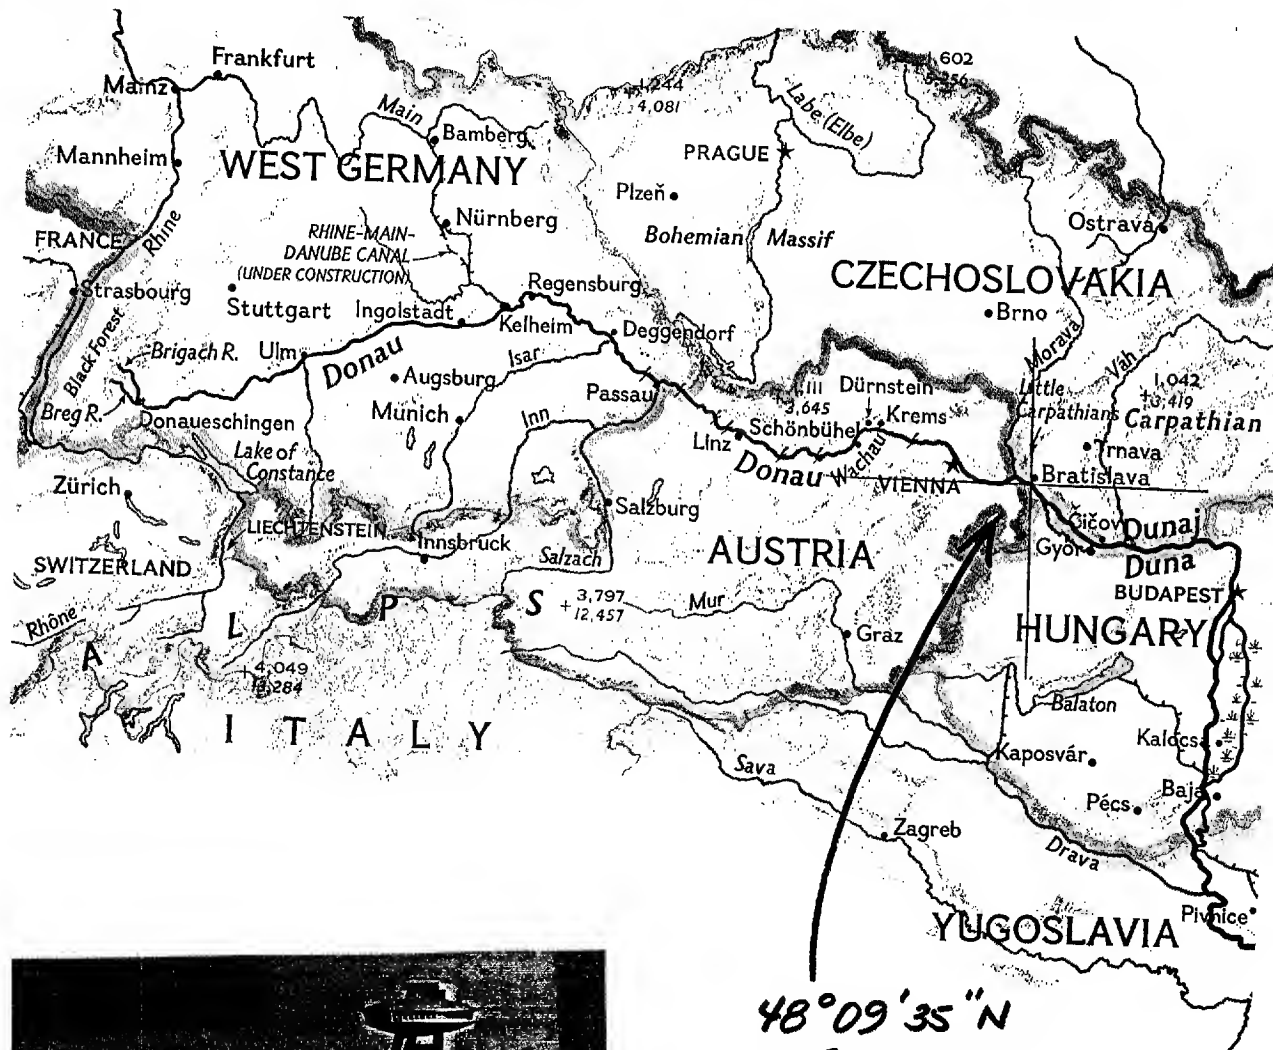 Frankfurt
Mainz
Main
Bamberg
Mannheim
WEST GERMANY
Rhine
Nürnberg
FRANCE
RHINE-MAIN-
DANUBE CANAL
(UNDER CONSTRUCTION)
Strasbourg
Stuttgart
Ingolstadt
Regensburg
Kelheim
Deggendorf
Black Forest
Brigach R.
Ulm
Donau
Isar
Augsburg
Munich
Inn
Passau
Breg R.
Donaueschingen
Lake of
Constance
Zürich
LIECHTENSTEIN
Innsbruck
Salzburg
Salzach
SWITZERLAND
Rhône
A L P S
4,049
13,284
3,797
12,457
Mur
ITALY
1,244
4,081
1,602
5,256
Labe (Elbe)
PRAGUE
Plzeň
Bohemian Massif
Ostrava
CZECHOSLOVAKIA
Brno
Morava
Váh
1,111
3,645
Dürnstein
Krems
Schönbühel
Linz
Donau
Wachau
VIENNA
Little
Carpathians
1,042
3,419
Carpathian
Trnava
Bratislava
Čičov
Dunaj
Győr
Duna
BUDAPEST
AUSTRIA
Graz
HUNGARY
Balaton
Kaposvár
Kalocsa
Pécs
Baja
Sava
Zagreb
Drava
YUGOSLAVIA
Pivnice
48°09'35"N